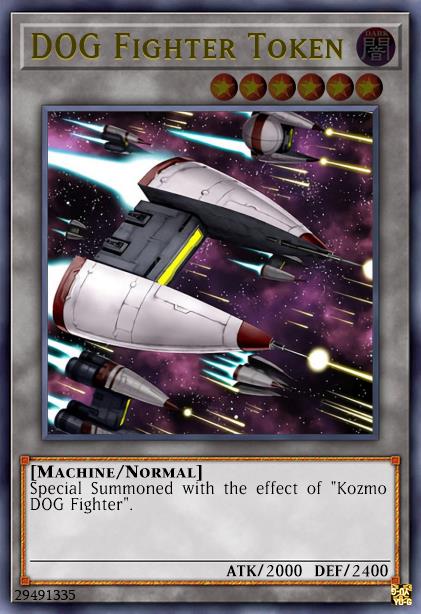 DOG Fighter Token
DARK
闇
[Machine/Normal]
Special Summoned with the effect of "Kozmo
DOG Fighter".
ATK/2000 DEF/2400
29491335